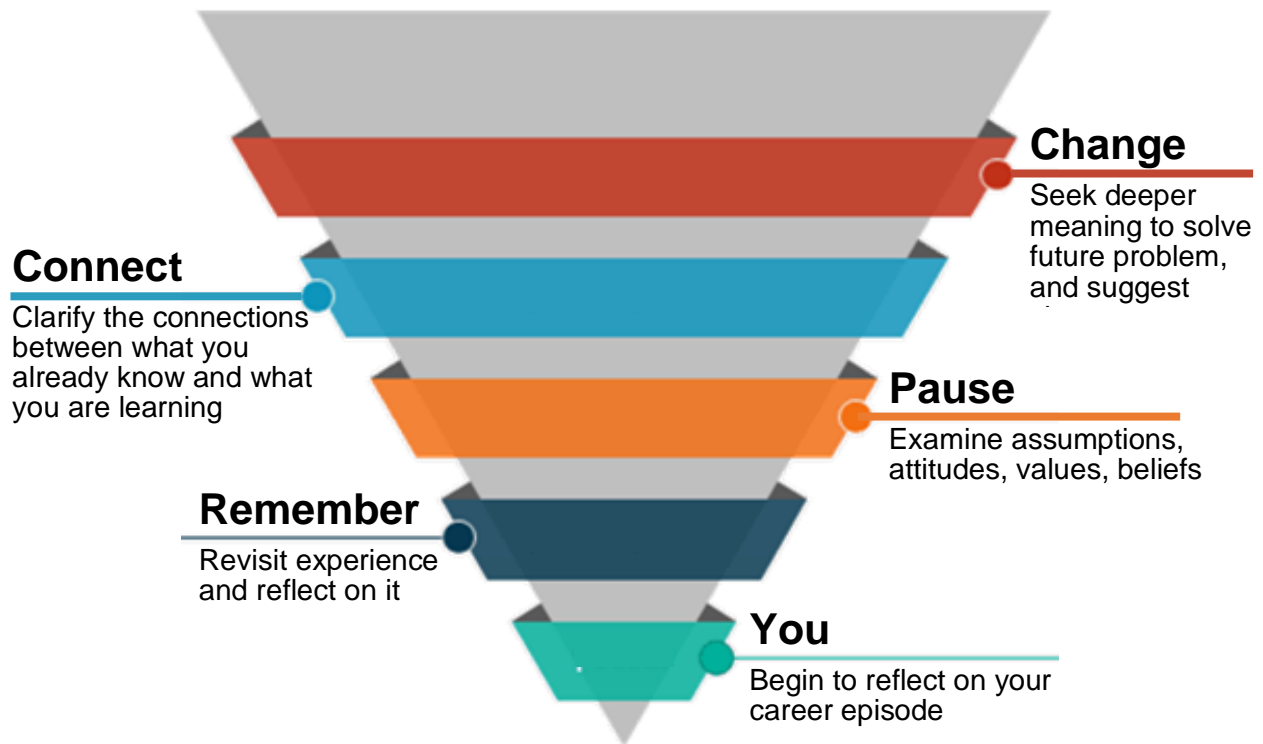 Change
Seek deeper
meaning to solve
future problem,
and suggest
Connect
Clarify the connections
between what you
already know and what
you are learning
Pause
Examine assumptions,
attitudes, values, beliefs
Remember
Revisit experience
and reflect on it
You
Begin to reflect on your
career episode